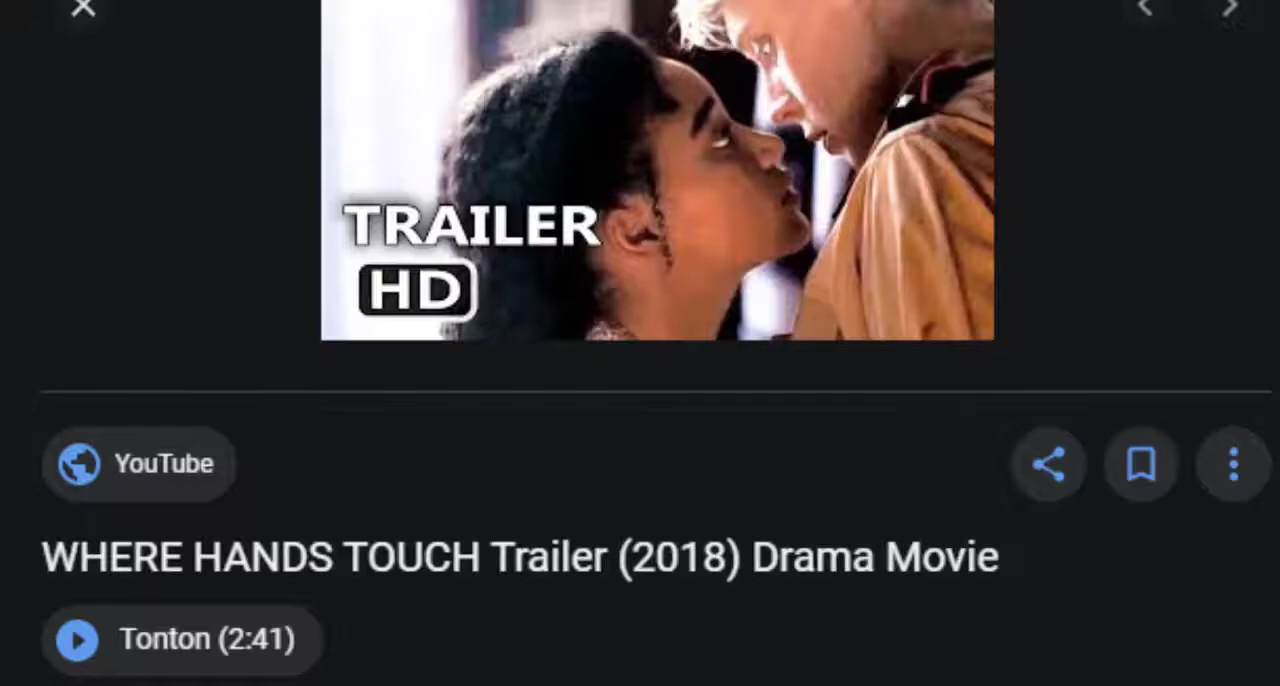 TRAILER
HD
YouTube
WHERE HANDS TOUCH Trailer (2018) Drama Movie
Tonton (2:41)